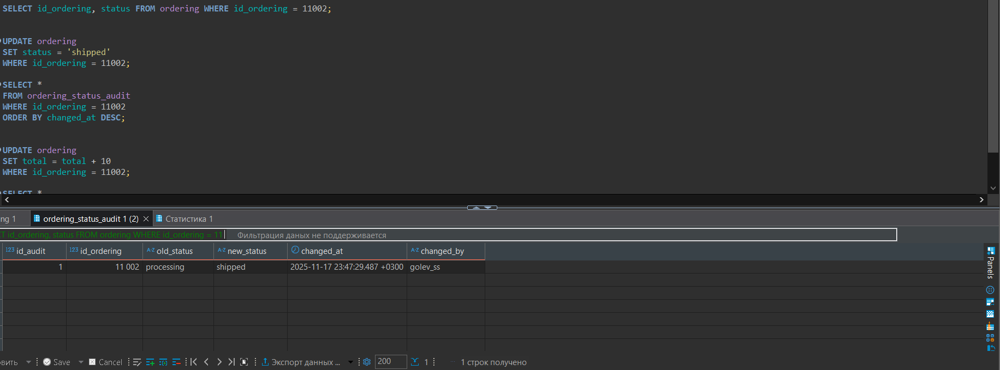 SELECT id_ordering, status FROM ordering WHERE id_ordering = 11002;
UPDATE ordering
SET status = 'shipped'
WHERE id_ordering = 11002;
SELECT *
FROM ordering_status_audit
WHERE id_ordering = 11002
ORDER BY changed_at DESC;
UPDATE ordering
SET total = total + 10
WHERE id_ordering = 11002;
SELECT *
ng 1 ordering_status_audit 1 (2) Статистика 1
T id_ordering, status FROM ordering WHERE id_ordering = 11 Фильтрация даных не поддерживается
123 id_audit 123 id_ordering A-Z old_status A-Z new_status changed_at A-Z changed_by
1 11 002 processing shipped 2025-11-17 23:47:29.487 +0300 golev_ss
Panels
овить Save Cancel Экспорт данных ... 200 1 1 строк получено